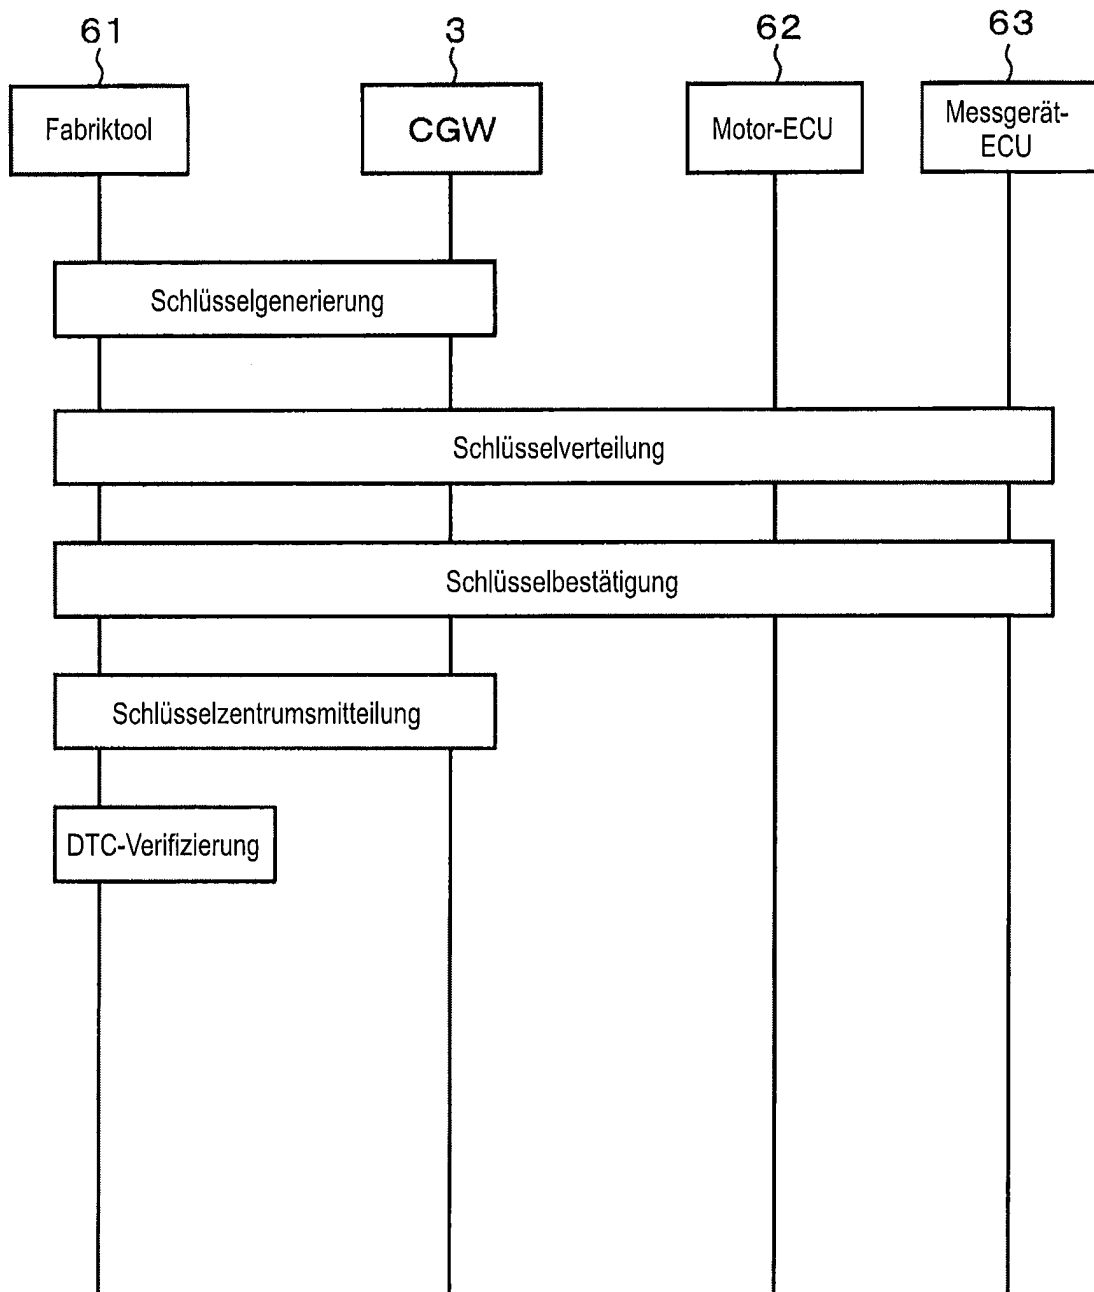 61
3
62
63
Fabriktool
CGW
Motor-ECU
Messgerät-
ECU
Schlüsselgenerierung
Schlüsselverteilung
Schlüsselbestätigung
Schlüsselzentrumsmitteilung
DTC-Verifizierung